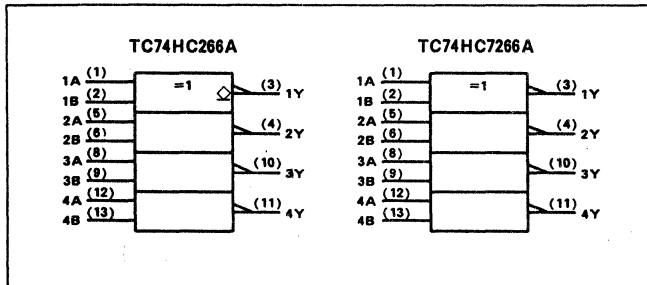 TC74HC266A
1A (1)
1B (2)
2A (5)
2B (6)
3A (8)
3B (9)
4A (12)
4B (13)
=1
(3) 1Y
(4) 2Y
(10) 3Y
(11) 4Y
TC74HC7266A
1A (1)
1B (2)
2A (5)
2B (6)
3A (8)
3B (9)
4A (12)
4B (13)
=1
(3) 1Y
(4) 2Y
(10) 3Y
(11) 4Y